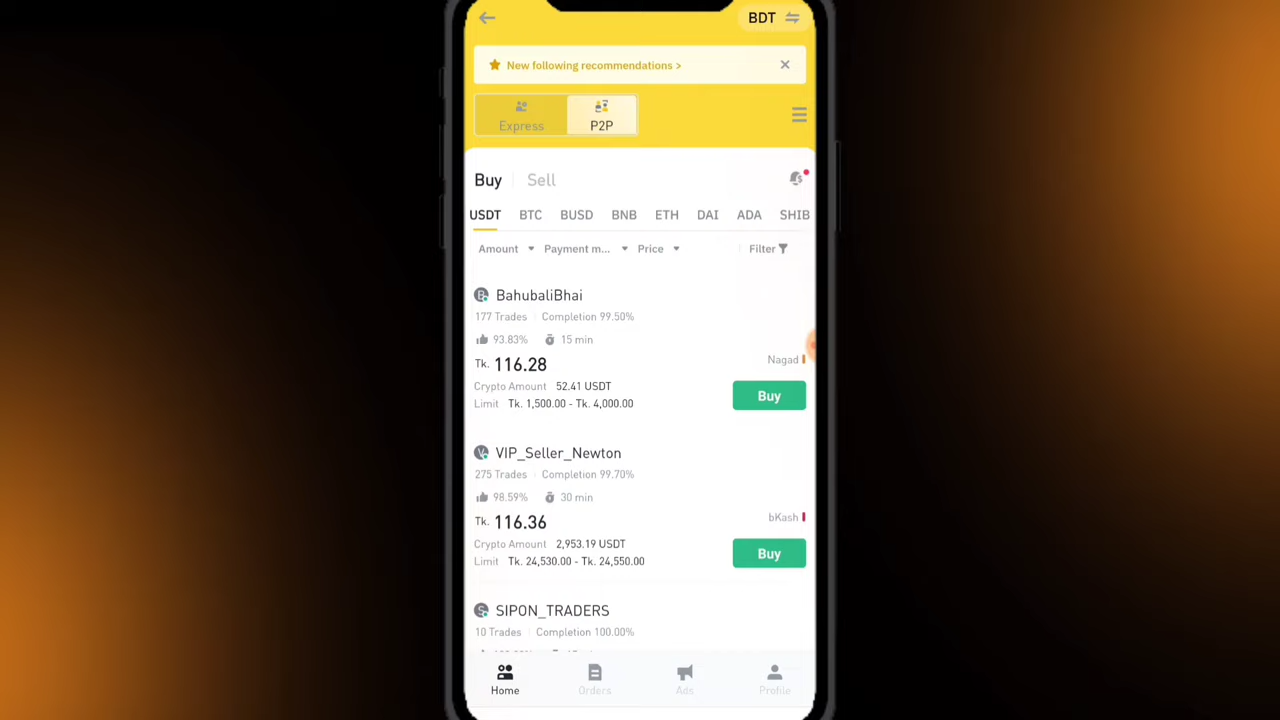 BDT
New following recommendations >
Express P2P
Buy Sell
USDT BTC BUSD BNB ETH DAI ADA SHIB
Amount Payment m... Price Filter
BahubaliBhai
177 Trades Completion 99.50%
93.83% 15 min
Tk. 116.28
Nagad
Crypto Amount 52.41 USDT
Limit Tk. 1,500.00 - Tk. 4,000.00
Buy
VIP_Seller_Newton
275 Trades Completion 99.70%
98.59% 30 min
Tk. 116.36
bKash
Crypto Amount 2,953.19 USDT
Limit Tk. 24,530.00 - Tk. 24,550.00
Buy
SIPON_TRADERS
10 Trades Completion 100.00%
Home Orders Ads Profile